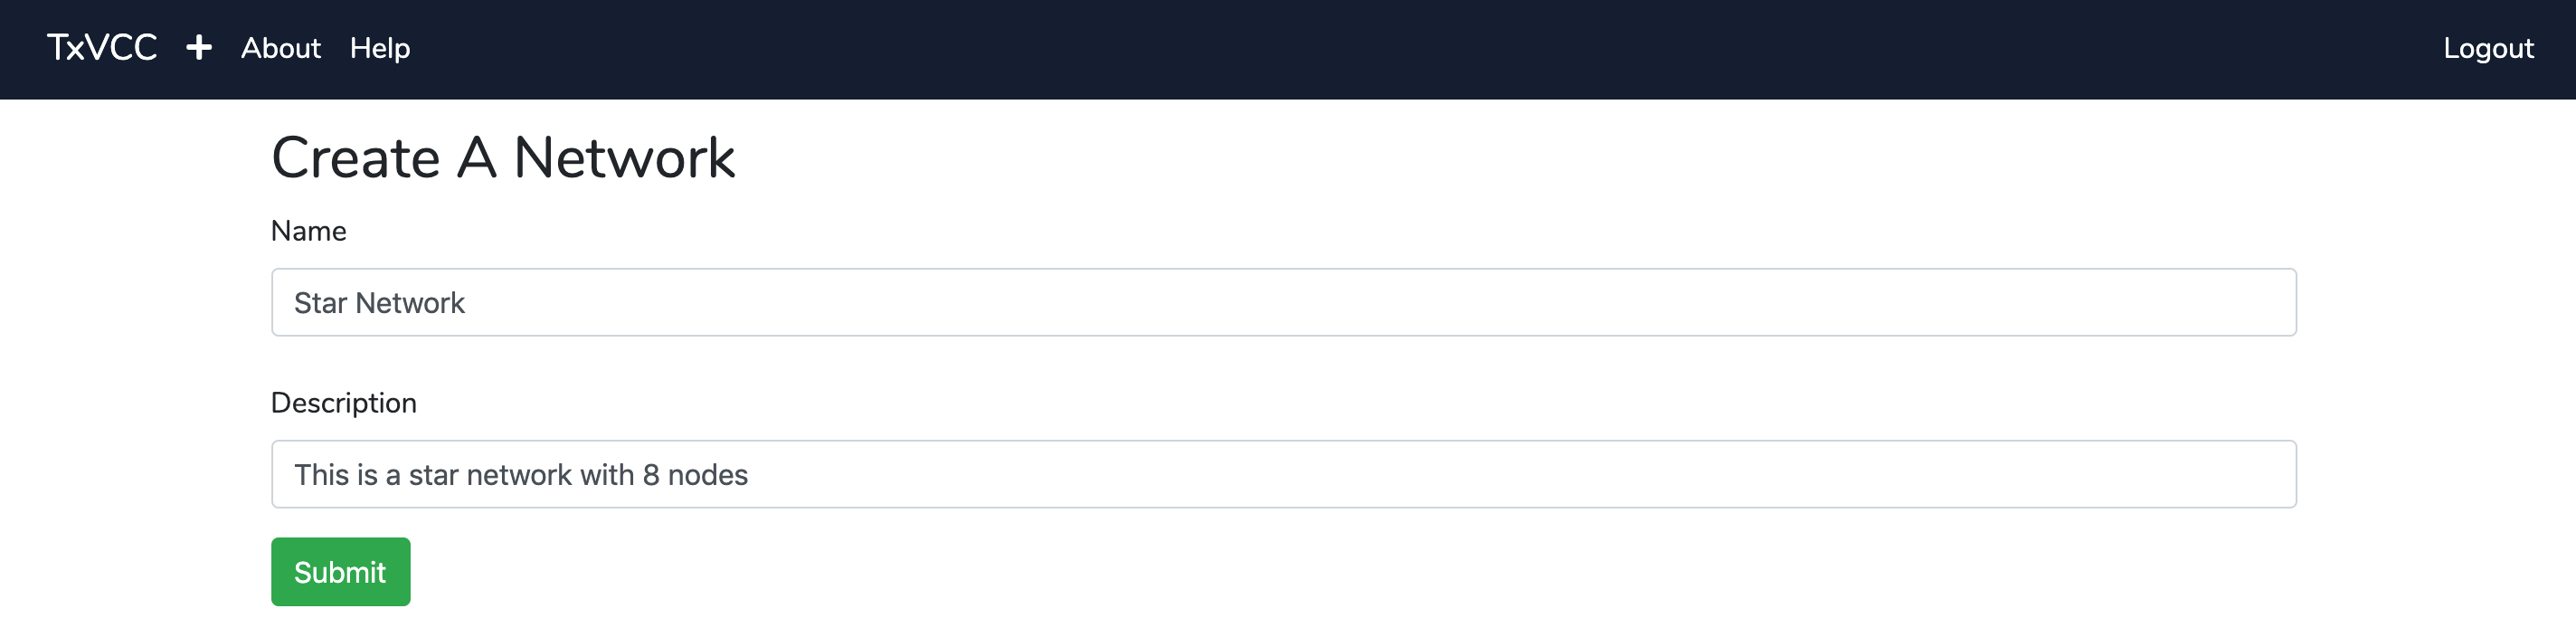 TxVCC + About Help Logout
Create A Network
Name
Star Network
Description
This is a star network with 8 nodes
Submit